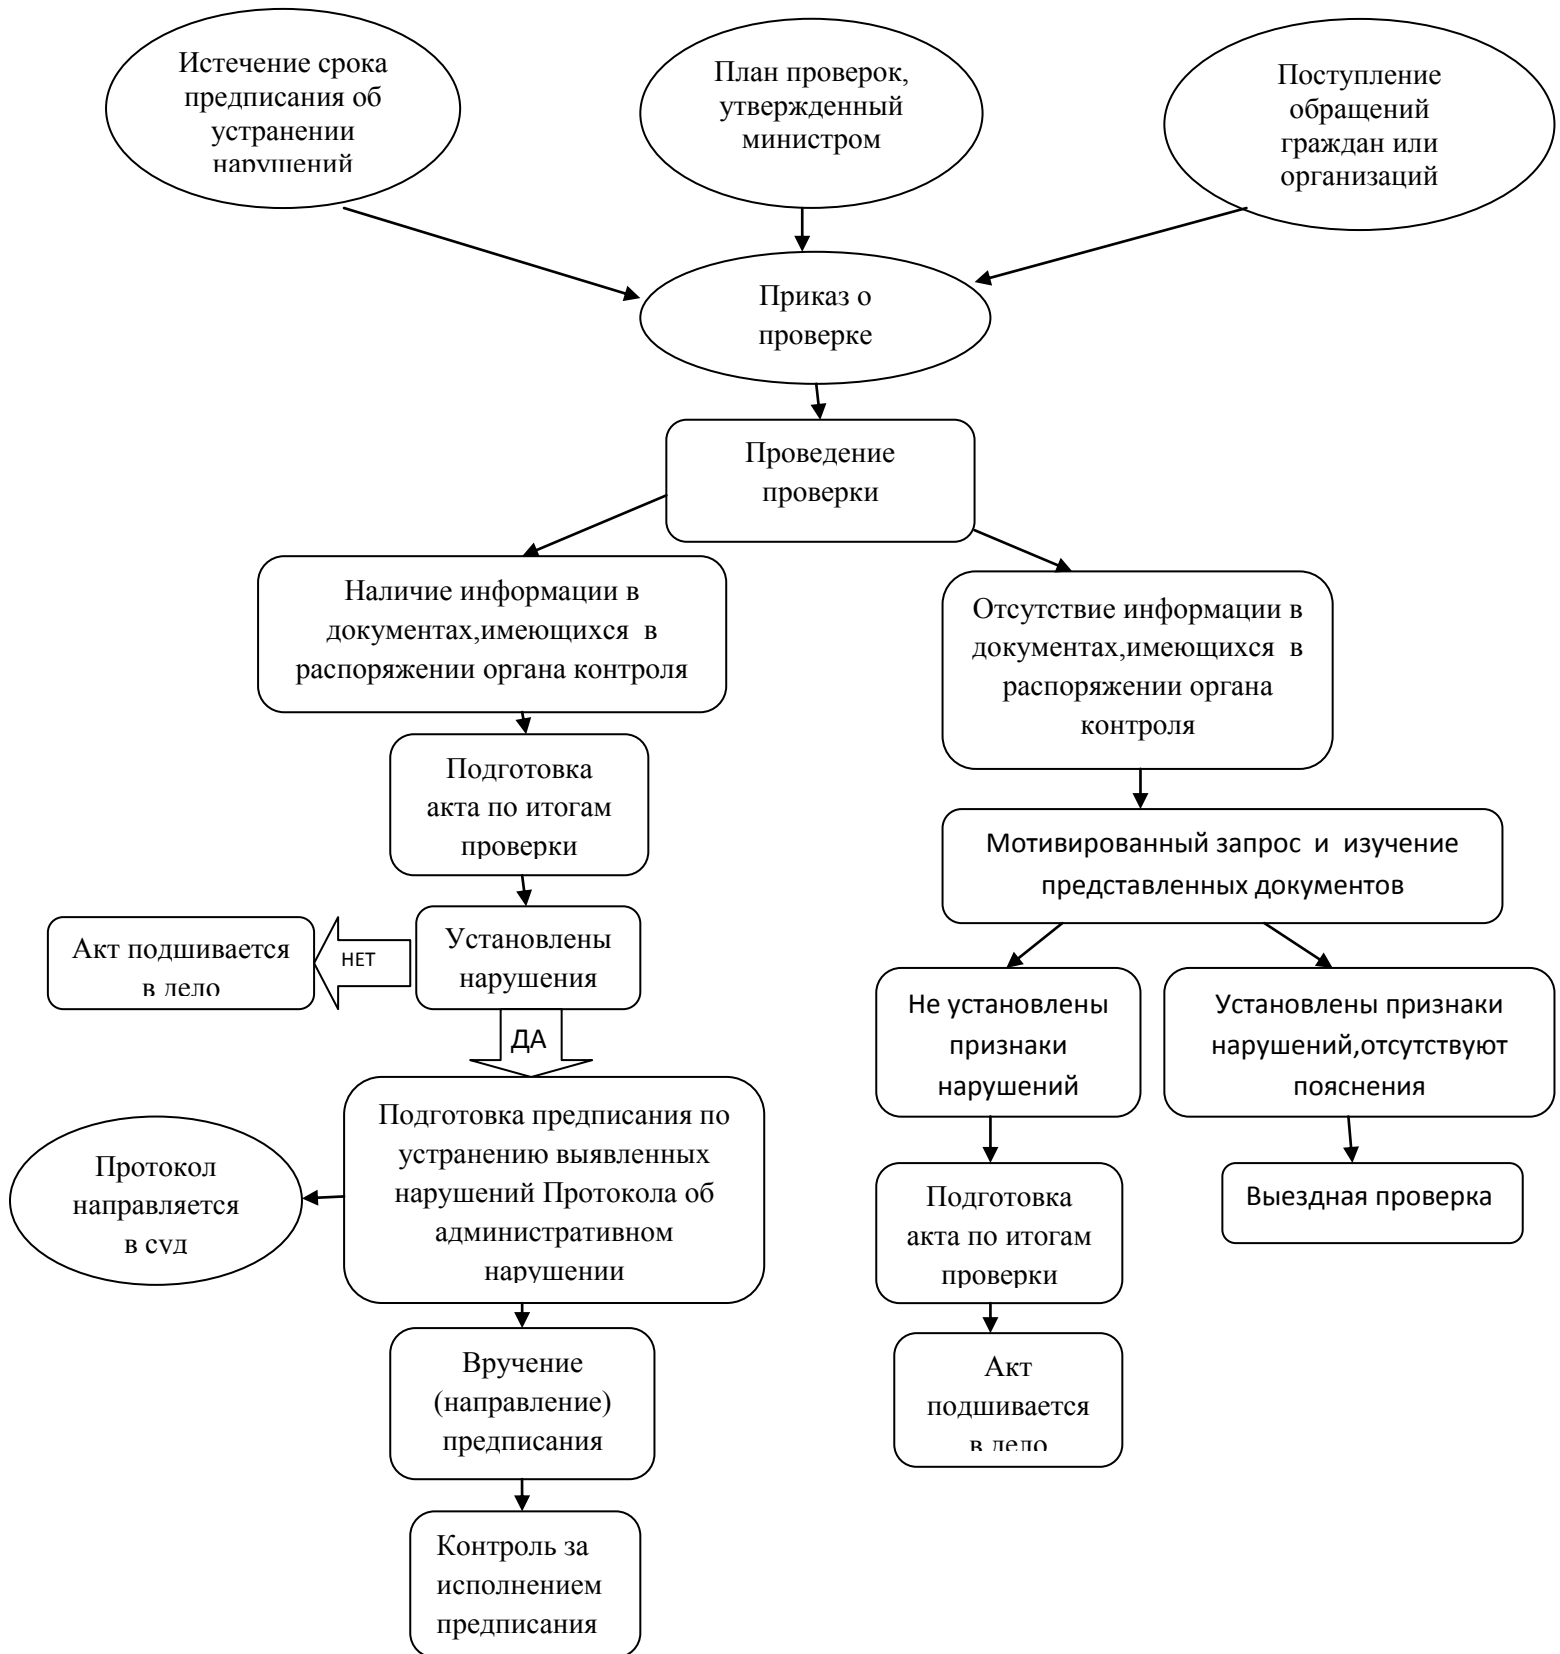 Истечение срока
предписания об
устранении
нарушений
План проверок,
утвержденный
министром
Поступление
обращений
граждан или
организаций
Приказ о
проверке
Проведение
проверки
Наличие информации в
документах,имеющихся в
распоряжении органа контроля
Отсутствие информации в
документах,имеющихся в
распоряжении органа
контроля
Подготовка
акта по итогам
проверки
Мотивированный запрос и изучение
представленных документов
Акт подшивается
в дело
НЕТ
Установлены
нарушения
Не установлены
признаки
нарушений
Установлены признаки
нарушений,отсутствуют
пояснения
ДА
Подготовка предписания по
устранению выявленных
нарушений Протокола об
административном
нарушении
Протокол
направляется
в суд
Подготовка
акта по итогам
проверки
Выездная проверка
Вручение
(направление)
предписания
Акт
подшивается
в дело
Контроль за
исполнением
предписания